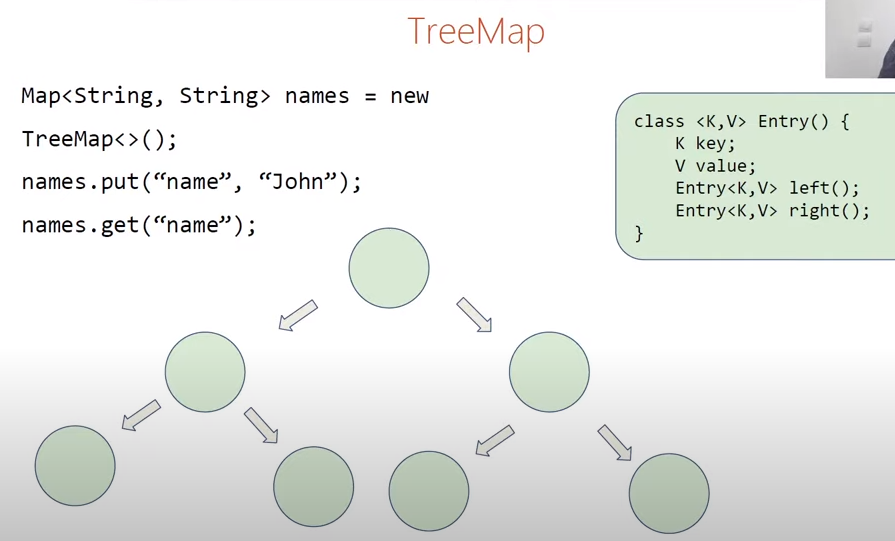 TreeMap
Map<String, String> names = new
TreeMap<>();
names.put(“name”, “John”);
names.get(“name”);
class <K,V> Entry() {
K key;
V value;
Entry<K,V> left();
Entry<K,V> right();
}